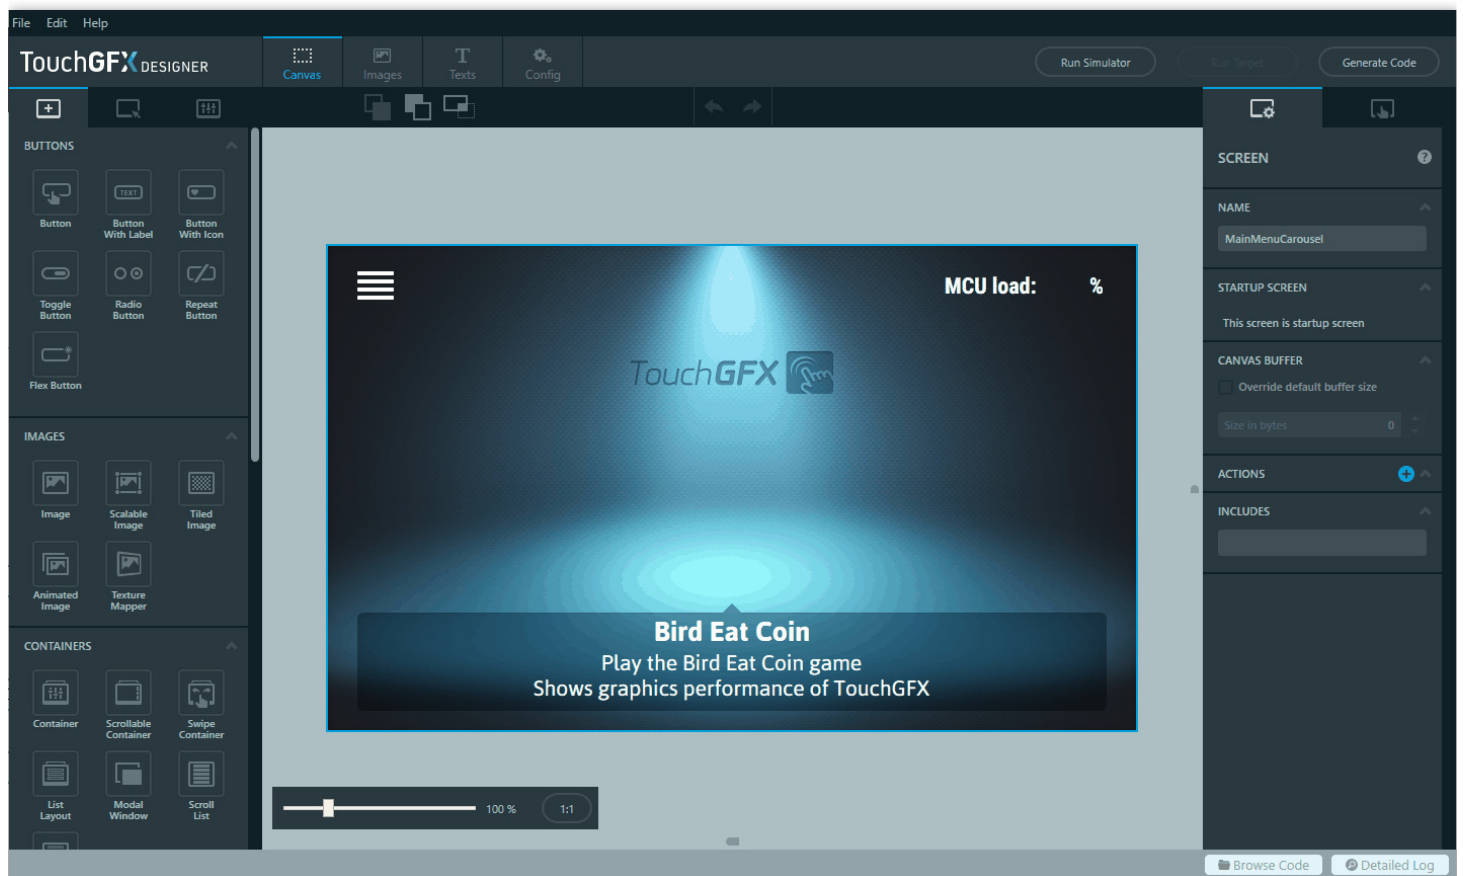 File Edit Help
TouchGFX DESIGNER
Canvas
Images
Texts
Config
Run Simulator
Run Target
Generate Code
BUTTONS
Button
TEXT
Button
With Label
Button
With Icon
Toggle
Button
Radio
Button
Repeat
Button
Flex Button
IMAGES
Image
Scalable
Image
Tiled
Image
Animated
Image
Texture
Mapper
CONTAINERS
Container
Scrollable
Container
Swipe
Container
List
Layout
Modal
Window
Scroll
List
MCU load: %
TouchGFX
Bird Eat Coin
Play the Bird Eat Coin game
Shows graphics performance of TouchGFX
100 %
1:1
SCREEN
?
NAME
MainMenuCarousel
STARTUP SCREEN
This screen is startup screen
CANVAS BUFFER
Override default buffer size
Size in bytes 0
ACTIONS
INCLUDES
Browse Code
Detailed Log